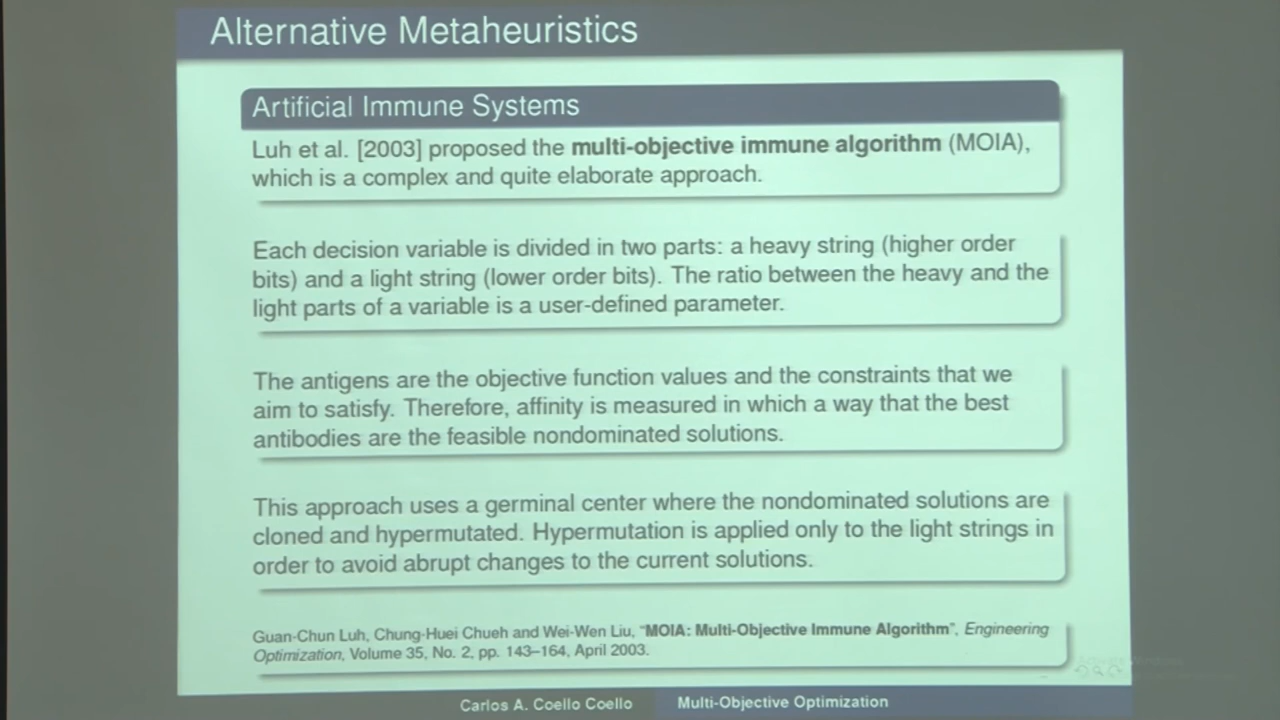 Alternative Metaheuristics
Artificial Immune Systems
Luh et al. [2003] proposed the multi-objective immune algorithm (MOIA),
which is a complex and quite elaborate approach.
Each decision variable is divided in two parts: a heavy string (higher order
bits) and a light string (lower order bits). The ratio between the heavy and the
light parts of a variable is a user-defined parameter.
The antigens are the objective function values and the constraints that we
aim to satisfy. Therefore, affinity is measured in which a way that the best
antibodies are the feasible nondominated solutions.
This approach uses a germinal center where the nondominated solutions are
cloned and hypermutated. Hypermutation is applied only to the light strings in
order to avoid abrupt changes to the current solutions.
Guan-Chun Luh, Chung-Huei Chueh and Wei-Wen Liu, "MOIA: Multi-Objective Immune Algorithm", Engineering
Optimization, Volume 35, No. 2, pp. 143–164, April 2003.
Carlos A. Coello Coello Multi-Objective Optimization